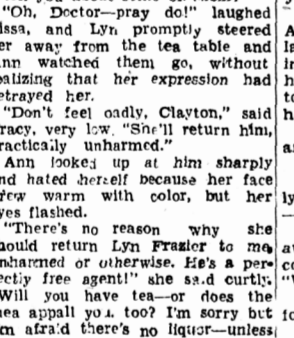 "Oh, Doctor—pray do!" laughed
issa, and Lyn promptly steered
er away from the tea table and
nn watched them go, without
alizing that her expression had
etrayed her.
"Don't feel oadly, Clayton," said
racy, very low. "She'll return him,
ractically unharmed."
Ann looked up at him sharply
nd hated herself because her face
rew warm with color, but her
yes flashed.
"There's no reason why she
hould return Lyn Frazier to me
nharmed or otherwise. He's a per-
ectly free agent!" she said curtly.
Will you have tea—or does the
ea appall you, too? I'm sorry but
m afraid there's no liquor—unless